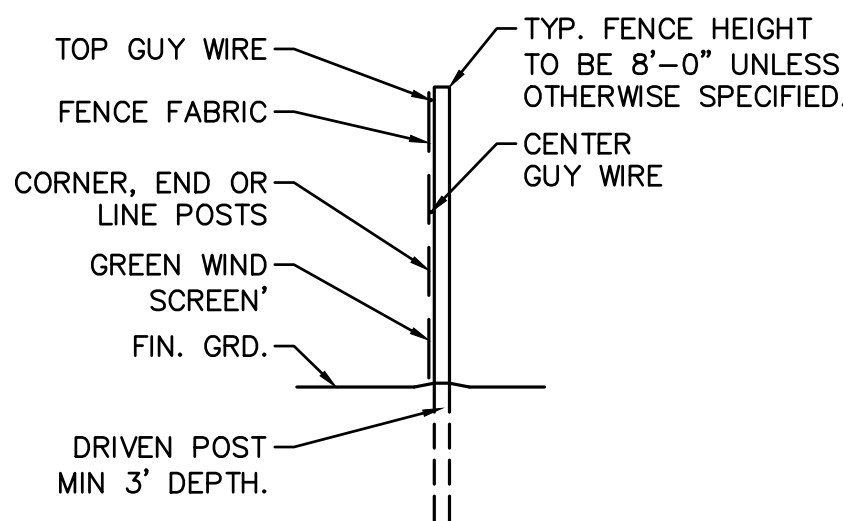 TOP GUY WIRE
FENCE FABRIC
CORNER, END OR
LINE POSTS
GREEN WIND
SCREEN'
FIN. GRD.
DRIVEN POST
MIN 3' DEPTH.
TYP. FENCE HEIGHT
TO BE 8'-0" UNLESS
OTHERWISE SPECIFIED.
CENTER
GUY WIRE